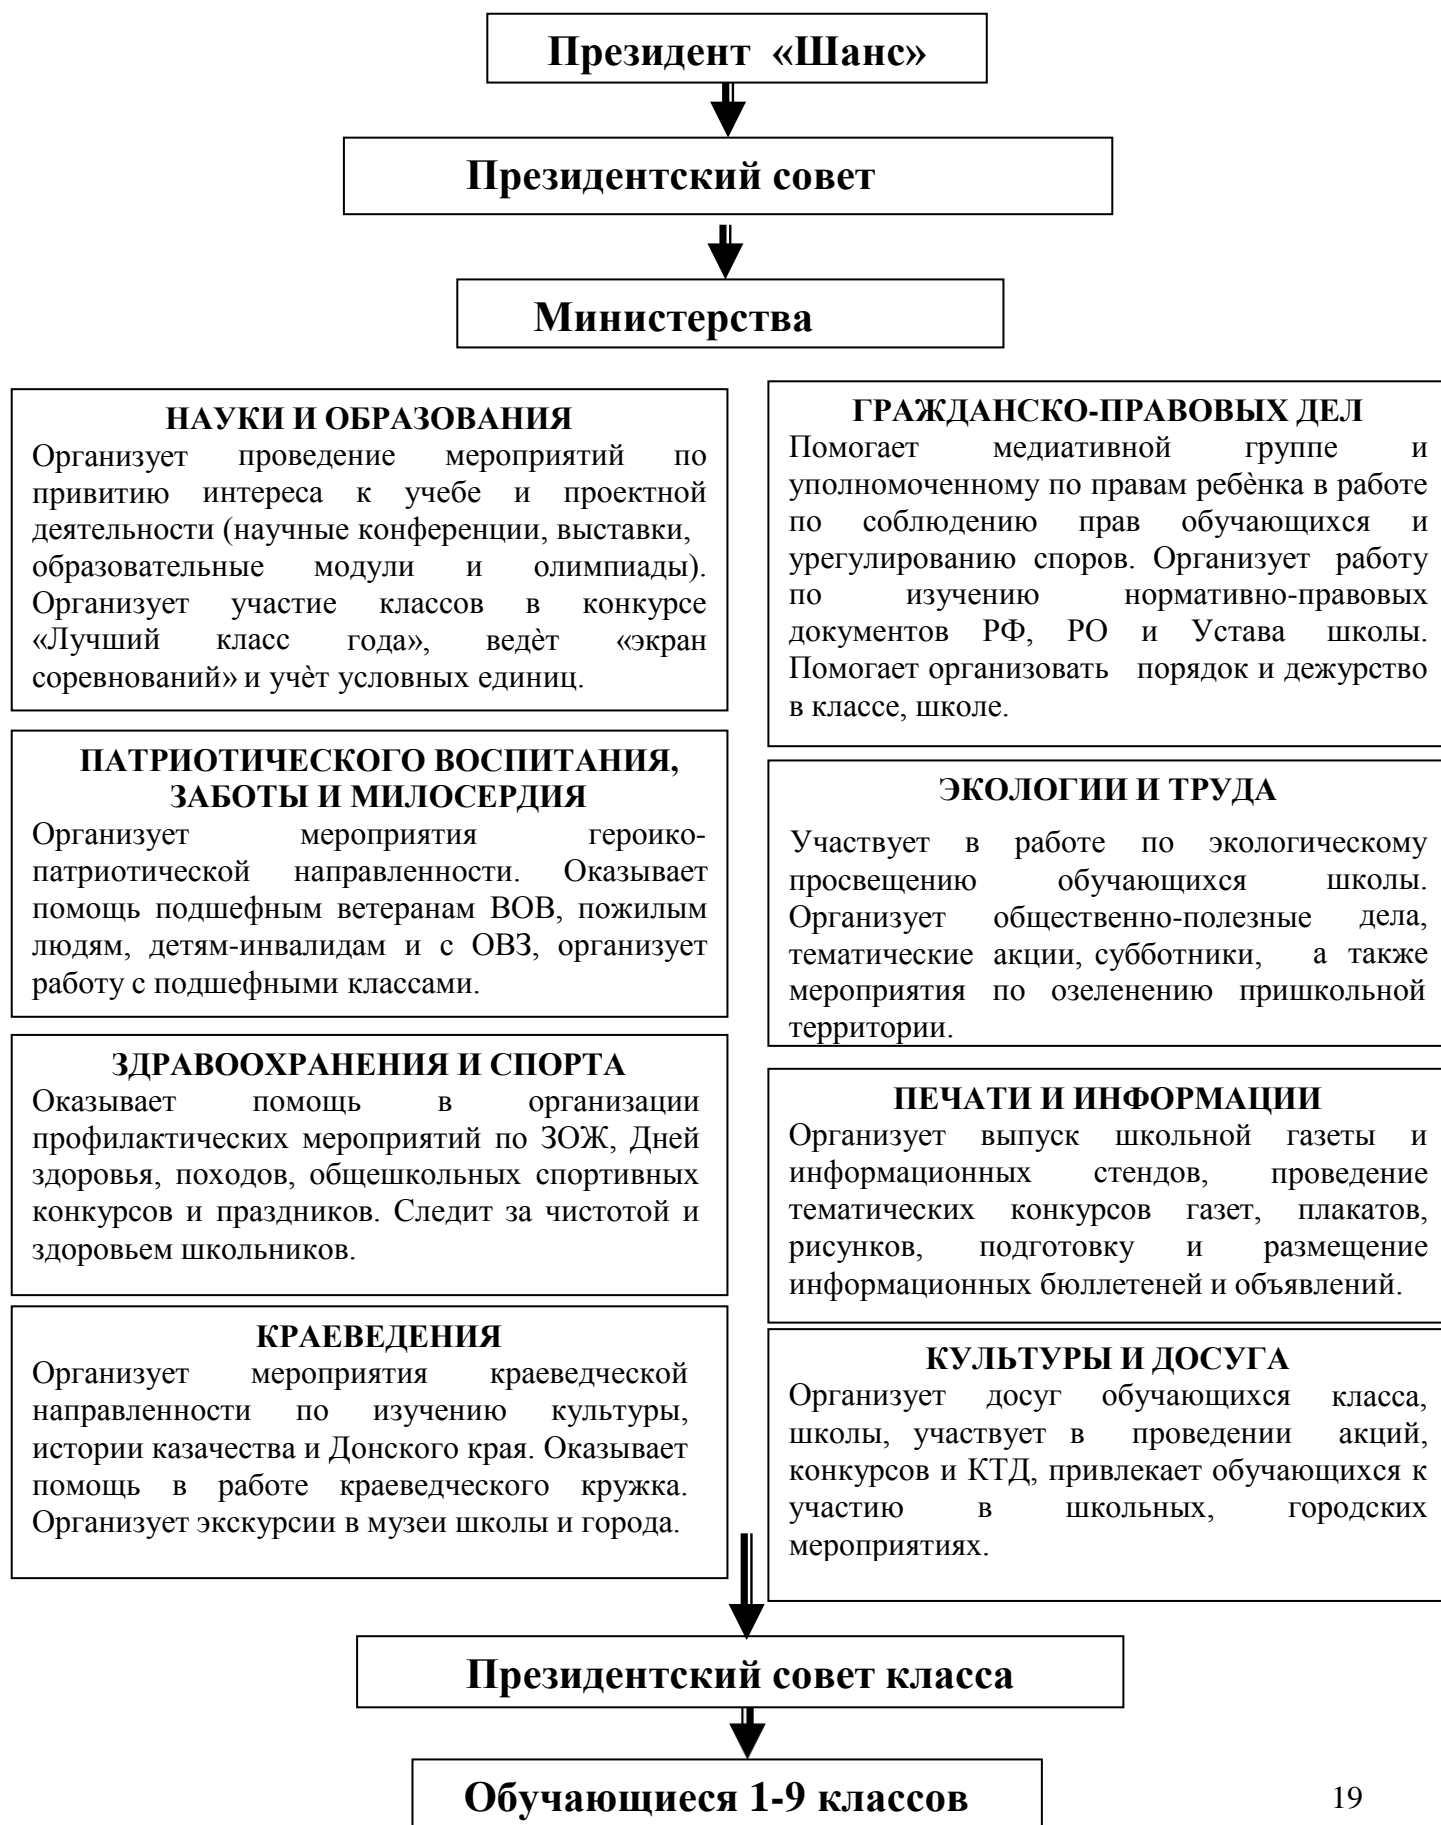 Президент «Шанс»
Президентский совет
Министерства
НАУКИ И ОБРАЗОВАНИЯ
Организует проведение мероприятий по
привитию интереса к учебе и проектной
деятельности (научные конференции, выставки,
образовательные модули и олимпиады).
Организует участие классов в конкурсе
«Лучший класс года», ведѐт «экран
соревнований» и учѐт условных единиц.
ГРАЖДАНСКО-ПРАВОВЫХ ДЕЛ
Помогает медиативной группе и
уполномоченному по правам ребѐнка в работе
по соблюдению прав обучающихся и
урегулированию споров. Организует работу
по изучению нормативно-правовых
документов РФ, РО и Устава школы.
Помогает организовать порядок и дежурство
в классе, школе.
ПАТРИОТИЧЕСКОГО ВОСПИТАНИЯ,
ЗАБОТЫ И МИЛОСЕРДИЯ
Организует мероприятия героико-
патриотической направленности. Оказывает
помощь подшефным ветеранам ВОВ, пожилым
людям, детям-инвалидам и с ОВЗ, организует
работу с подшефными классами.
ЭКОЛОГИИ И ТРУДА
Участвует в работе по экологическому
просвещению обучающихся школы.
Организует общественно-полезные дела,
тематические акции, субботники, а также
мероприятия по озеленению пришкольной
территории.
ЗДРАВООХРАНЕНИЯ И СПОРТА
Оказывает помощь в организации
профилактических мероприятий по ЗОЖ, Дней
здоровья, походов, общешкольных спортивных
конкурсов и праздников. Следит за чистотой и
здоровьем школьников.
ПЕЧАТИ И ИНФОРМАЦИИ
Организует выпуск школьной газеты и
информационных стендов, проведение
тематических конкурсов газет, плакатов,
рисунков, подготовку и размещение
информационных бюллетеней и объявлений.
КРАЕВЕДЕНИЯ
Организует мероприятия краеведческой
направленности по изучению культуры,
истории казачества и Донского края. Оказывает
помощь в работе краеведческого кружка.
Организует экскурсии в музеи школы и города.
КУЛЬТУРЫ И ДОСУГА
Организует досуг обучающихся класса,
школы, участвует в проведении акций,
конкурсов и КТД, привлекает обучающихся к
участию в школьных, городских
мероприятиях.
Президентский совет класса
Обучающиеся 1-9 классов
19